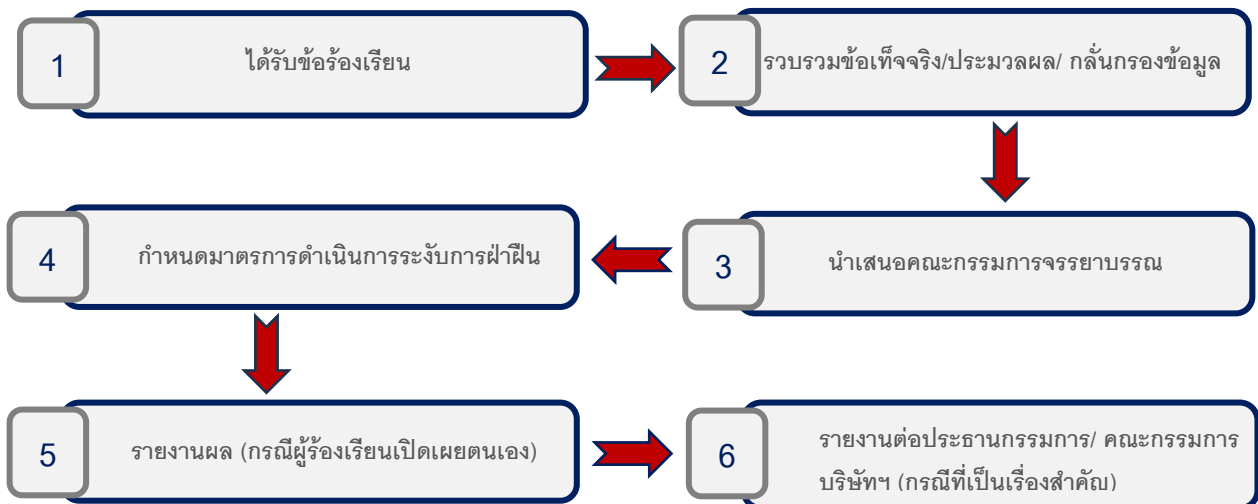 1
ได้รับข้อร้องเรียน
2
รวบรวมข้อเท็จจริง/ประมวลผล/ กลั่นกรองข้อมูล
3
นำเสนอคณะกรรมการจรรยาบรรณ
4
กำหนดมาตรการดำเนินการระงับการฝ่าฝืน
5
รายงานผล (กรณีผู้ร้องเรียนเปิดเผยตนเอง)
6
รายงานต่อประธานกรรมการ/ คณะกรรมการ
บริษัทฯ (กรณีที่เป็นเรื่องสำคัญ)